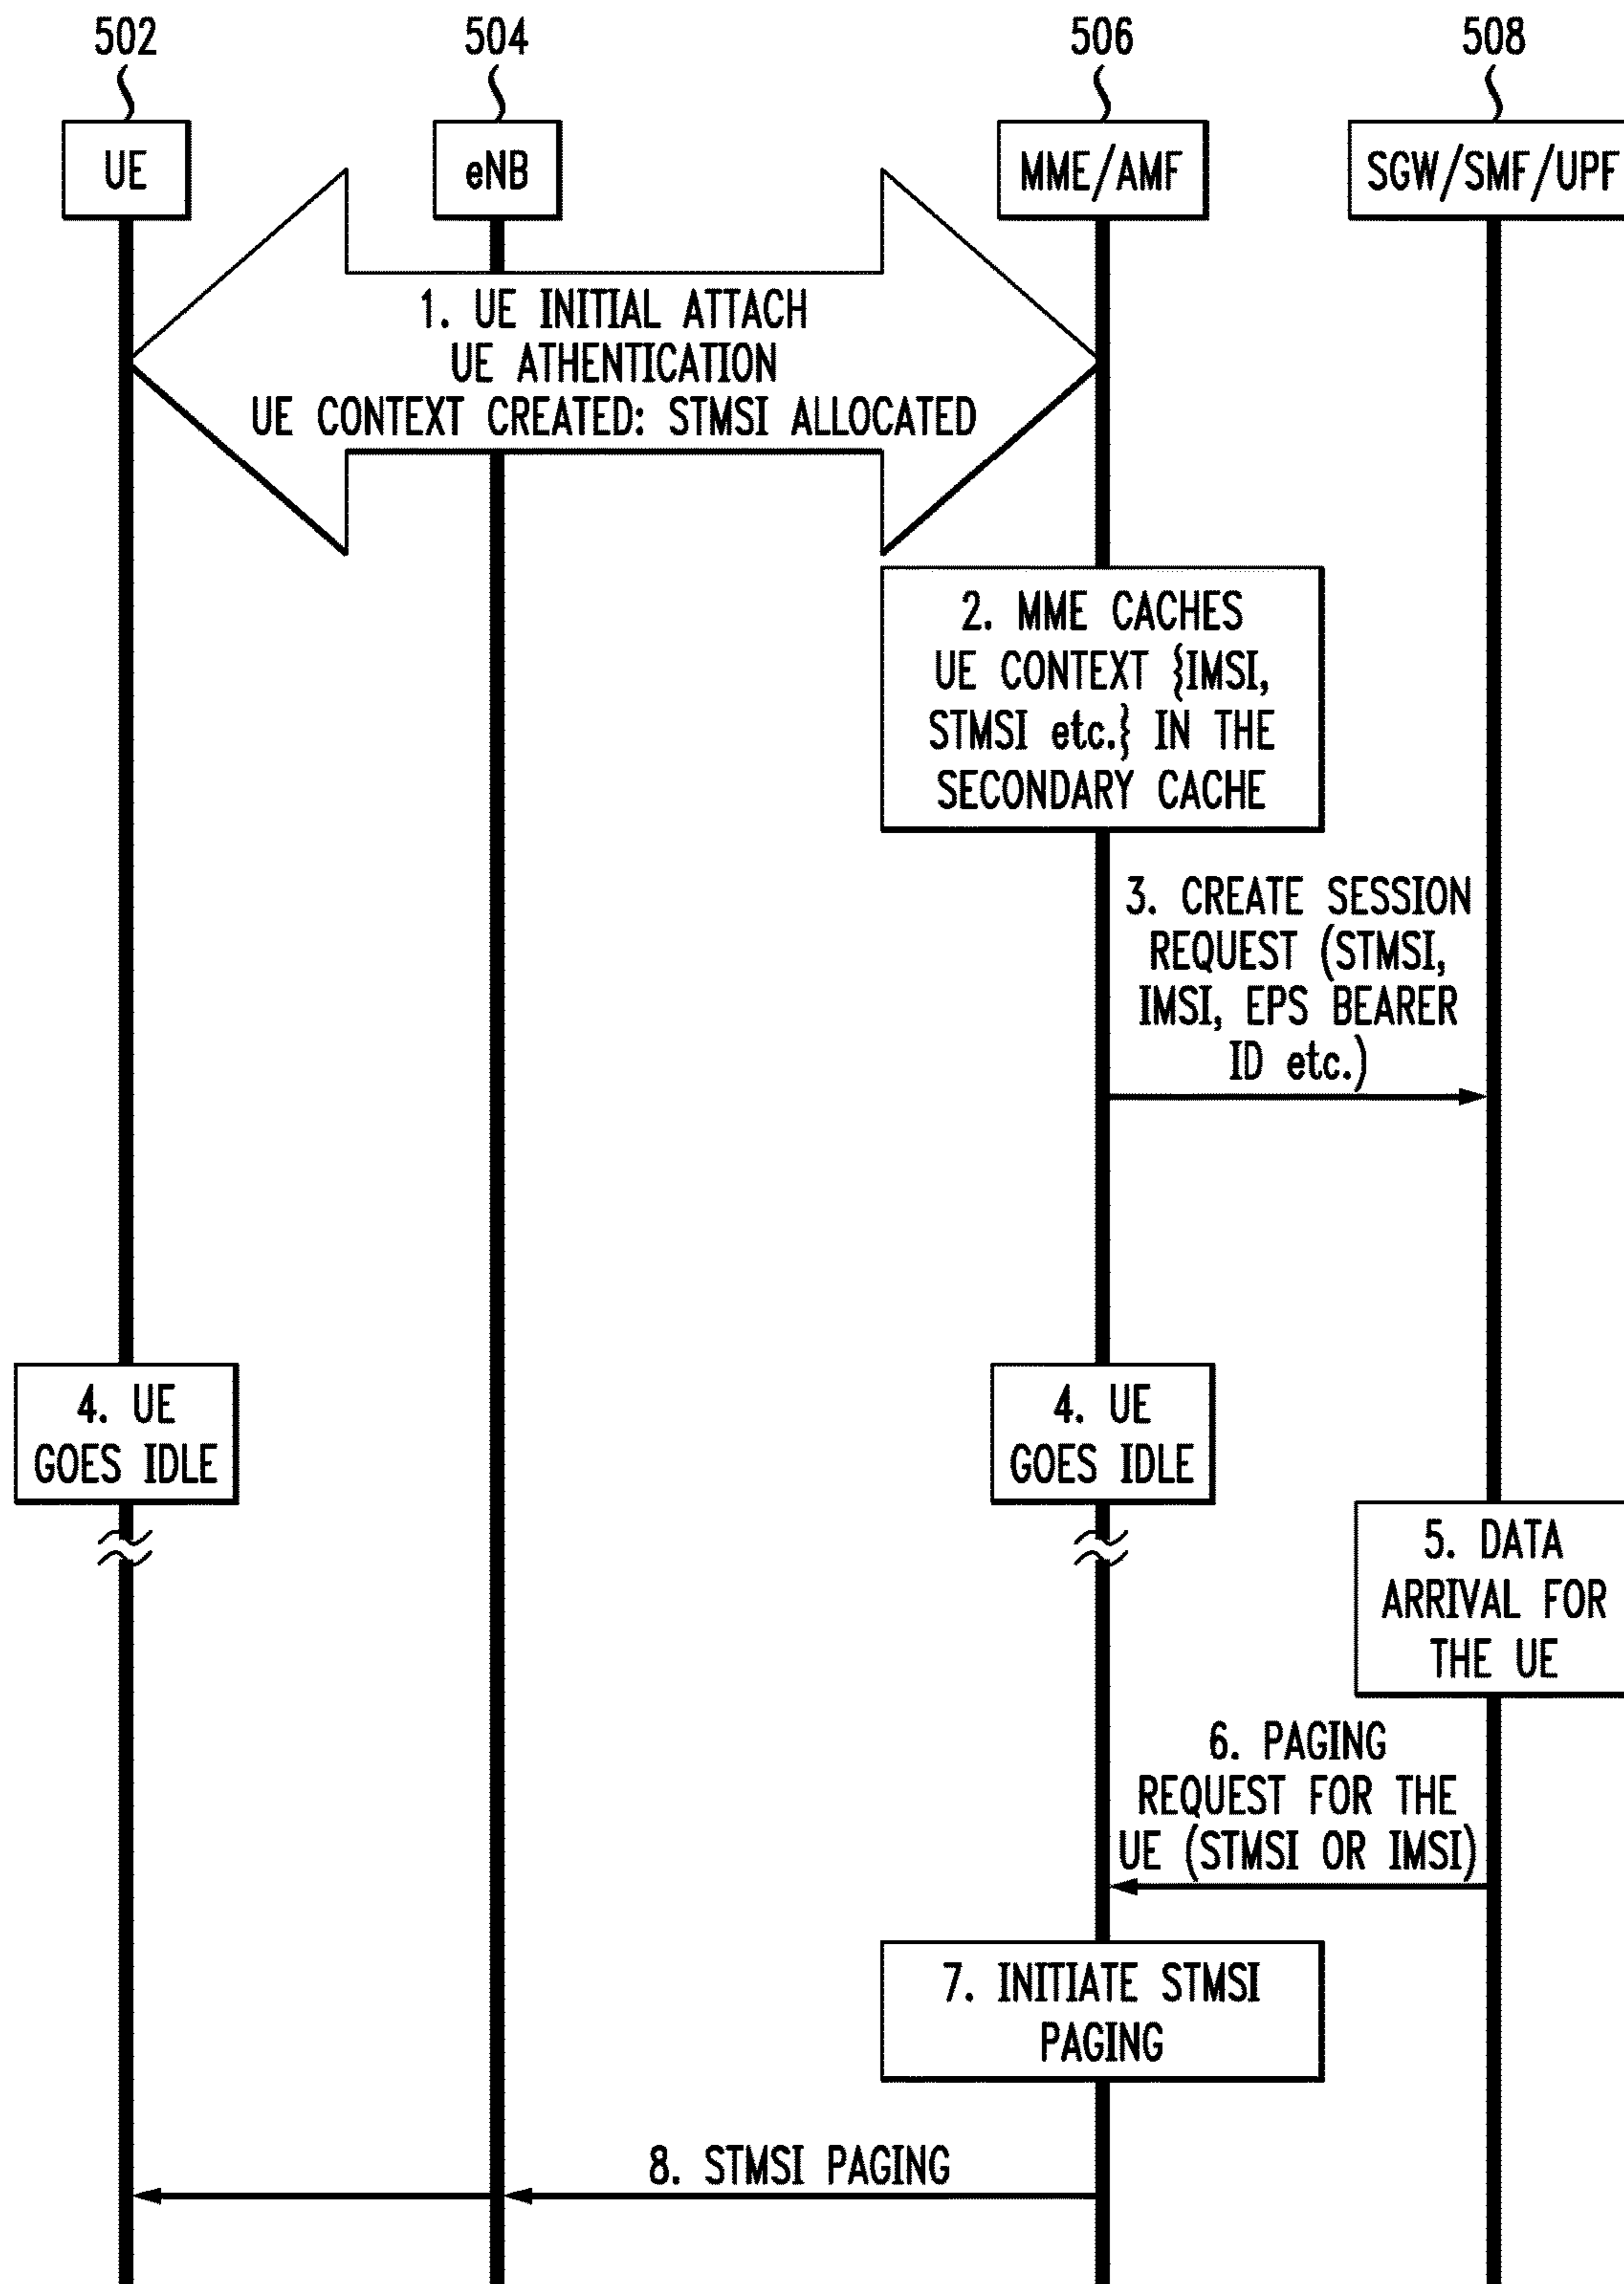 502
504
506
508
UE
eNB
MME/AMF
SGW/SMF/UPF
1. UE INITIAL ATTACH
UE ATHENTICATION
UE CONTEXT CREATED: STMSI ALLOCATED
2. MME CACHES
UE CONTEXT {IMSI,
STMSI etc.} IN THE
SECONDARY CACHE
3. CREATE SESSION
REQUEST (STMSI,
IMSI, EPS BEARER
ID etc.)
4. UE
GOES IDLE
4. UE
GOES IDLE
5. DATA
ARRIVAL FOR
THE UE
6. PAGING
REQUEST FOR THE
UE (STMSI OR IMSI)
7. INITIATE STMSI
PAGING
8. STMSI PAGING